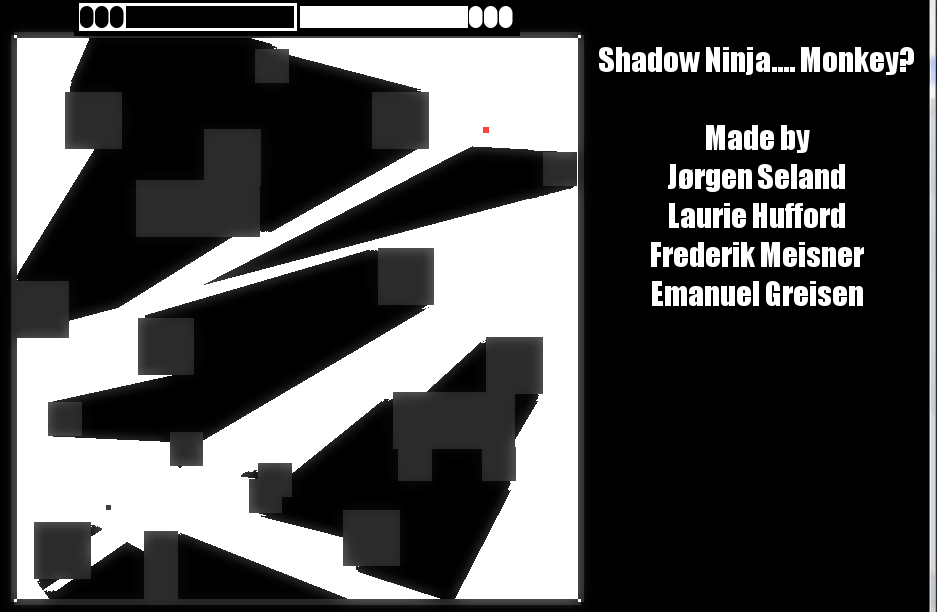 Shadow Ninja.... Monkey?
Made by
Jørgen Seland
Laurie Hufford
Frederik Meisner
Emanuel Greisen